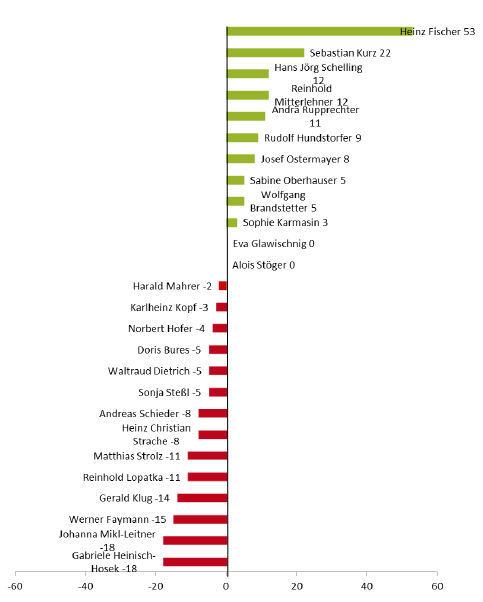 Heinz Fischer 53
Sebastian Kurz 22
Hans Jörg Schelling
12
Reinhold
Mitterlehner 12
Andrä Rupprechter
11
Rudolf Hundstorfer 9
Josef Ostermayer 8
Sabine Oberhauser 5
Wolfgang
Brandstetter 5
Sophie Karmasin 3
Eva Glawischnig 0
Alois Stöger 0
Harald Mahrer -2
Karlheinz Kopf -3
Norbert Hofer -4
Doris Bures -5
Waltraud Dietrich -5
Sonja Steßl -5
Andreas Schieder -8
Heinz Christian
Strache -8
Matthias Strolz -11
Reinhold Lopatka -11
Gerald Klug -14
Werner Faymann -15
Johanna Mikl-Leitner
-18
Gabriele Heinisch-
Hosek -18
-60 -40 -20 0 20 40 60